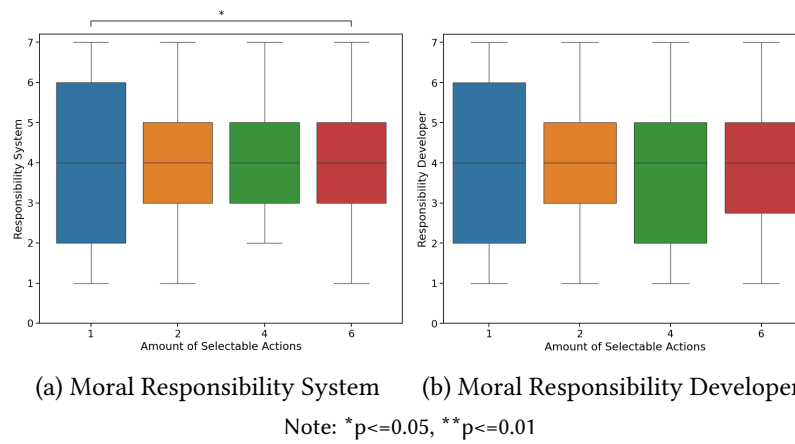 *
7
6
5
4
3
2
1
0
Responsibility System
1 2 4 6
Amount of Selectable Actions
7
6
5
4
3
2
1
0
Responsibility Developer
1 2 4 6
Amount of Selectable Actions
(a) Moral Responsibility System (b) Moral Responsibility Developer
Note: *p<=0.05, **p<=0.01